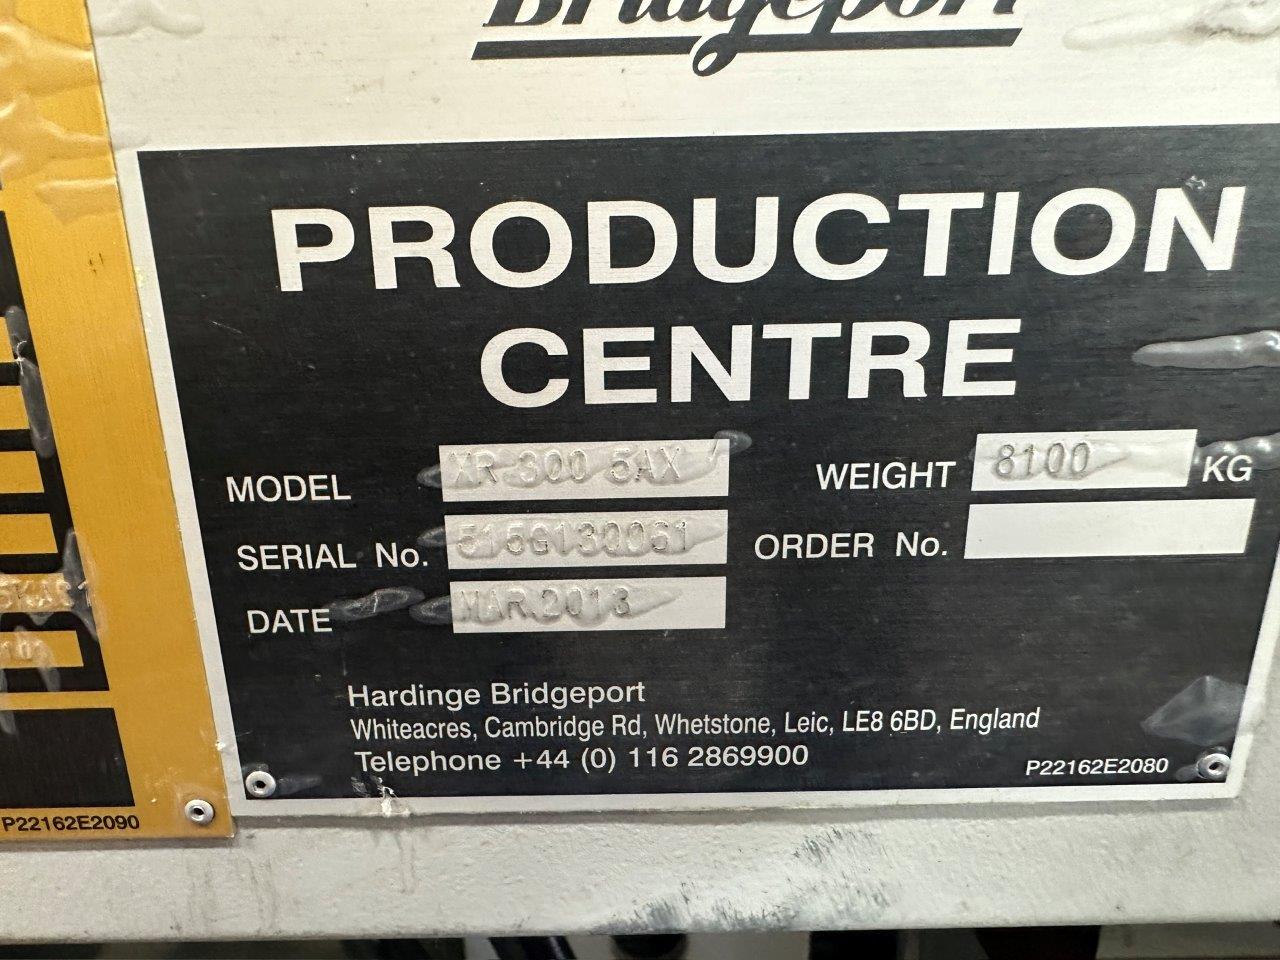 Bridgeport
PRODUCTION
CENTRE
MODEL XR 300 5AX WEIGHT 8100 KG
SERIAL No. 515G130061 ORDER No.
DATE MAR.2013
Hardinge Bridgeport
Whiteacres, Cambridge Rd, Whetstone, Leic, LE8 6BD, England
Telephone +44 (0) 116 2869900
P22162E2080
P22162E2090